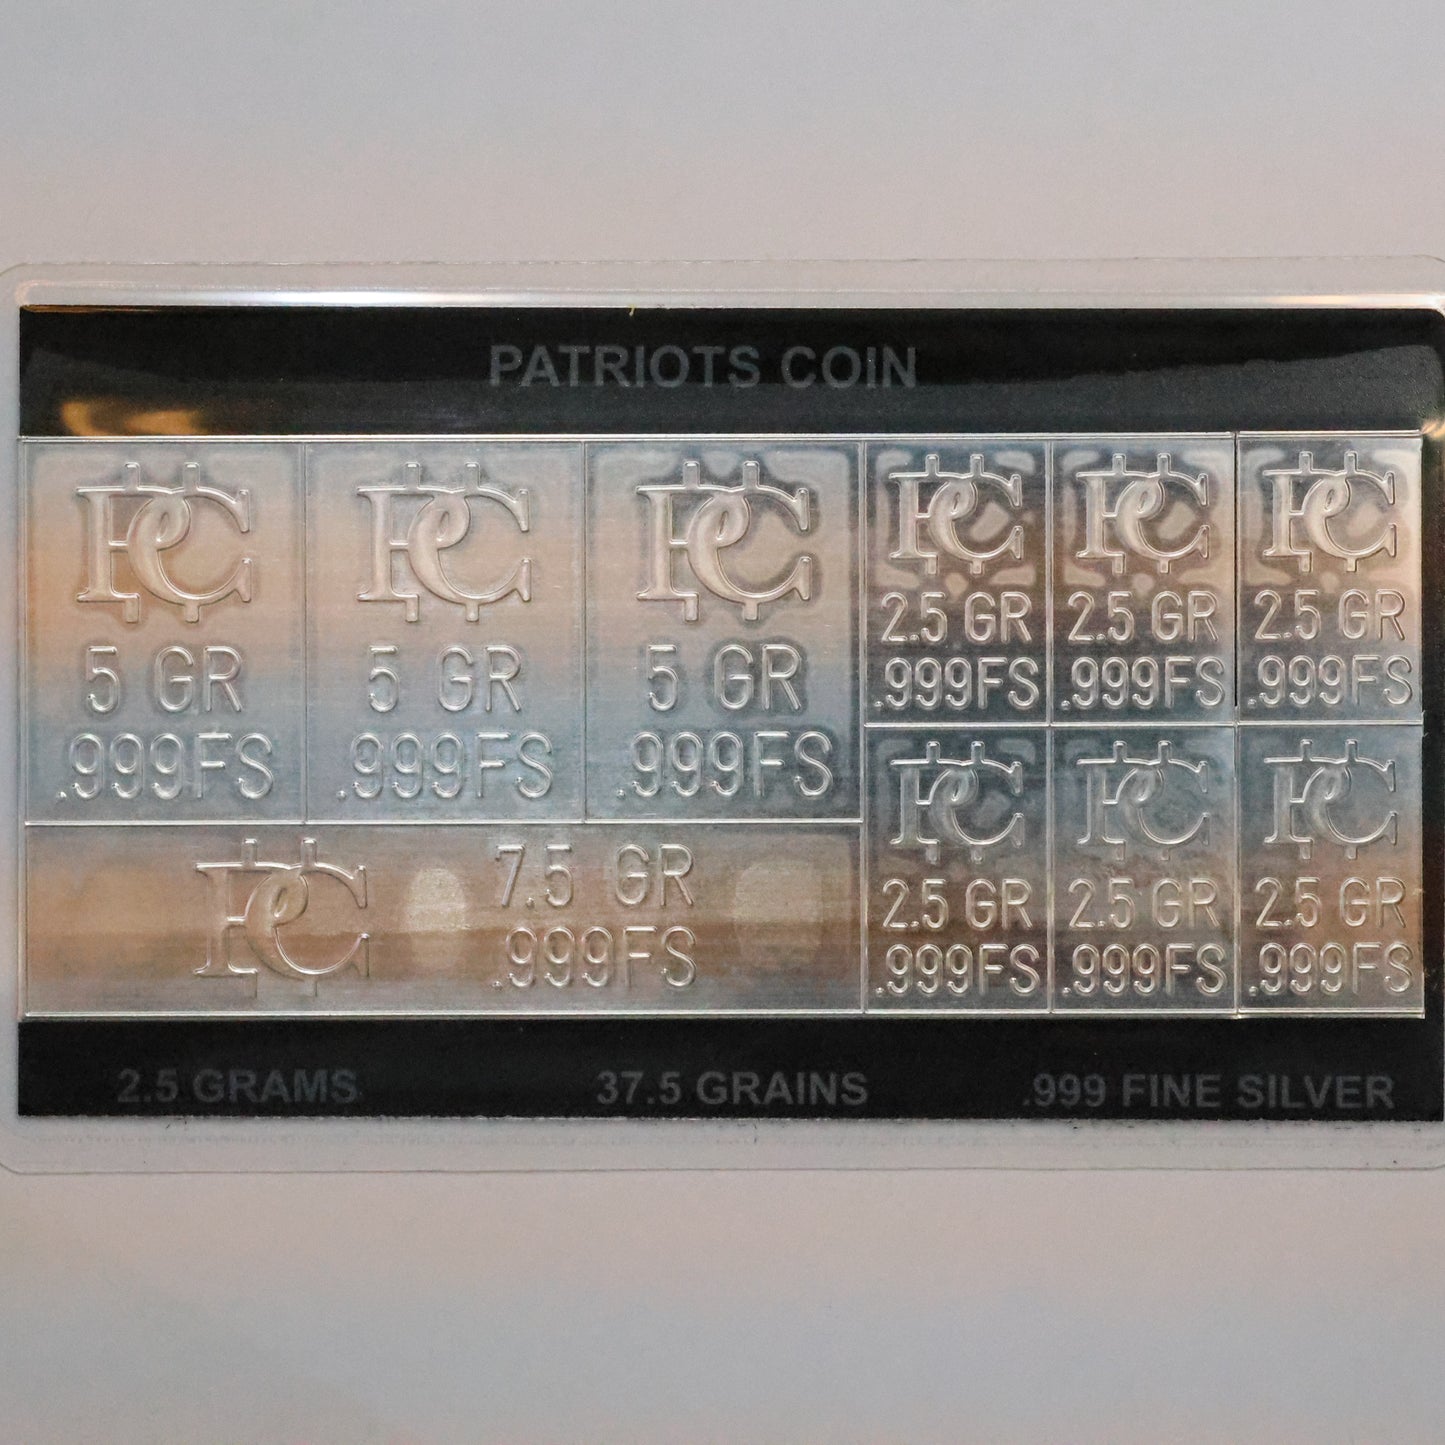 PATRIOTS COIN
PC PC PC PC PC PC
5 GR 5 GR 5 GR 2.5 GR 2.5 GR 2.5 GR
.999FS .999FS .999FS .999FS .999FS .999FS
PC PC PC PC
7.5 GR 2.5 GR 2.5 GR 2.5 GR
.999FS .999FS .999FS .999FS
2.5 GRAMS 37.5 GRAINS .999 FINE SILVER